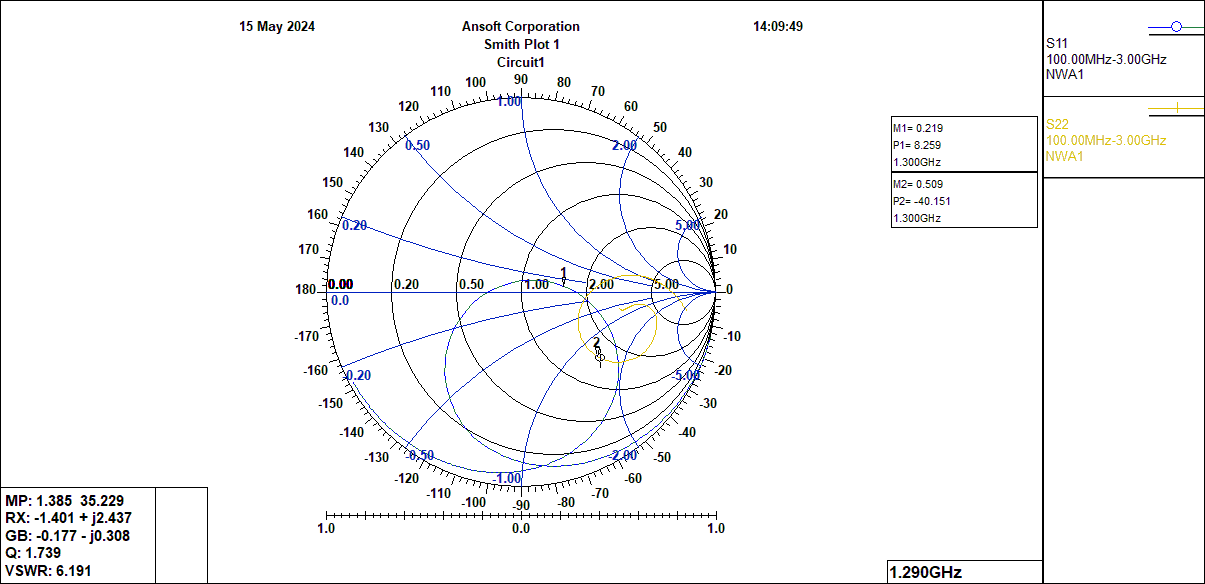 15 May 2024
Ansoft Corporation
14:09:49
Smith Plot 1
Circuit1
S11
100.00MHz-3.00GHz
NWA1
S22
100.00MHz-3.00GHz
NWA1
M1= 0.219
P1= 8.259
1.300GHz
M2= 0.509
P2= -40.151
1.300GHz
90
100
80
110
70
120
60
130
50
140
40
150
30
160
20
170
10
180
0
-170
-10
-160
-20
-150
-30
-140
-40
-130
-50
-120
-60
-110
-70
-100
-80
-90
1.00
0.50
2.00
0.20
5.00
1
0.00
0.20
0.50
1.00
2.00
5.00
0.0
2
-0.20
-5.00
-0.50
-2.00
-1.00
1.0
0.0
1.0
MP: 1.385 35.229
RX: -1.401 + j2.437
GB: -0.177 - j0.308
Q: 1.739
VSWR: 6.191
1.290GHz